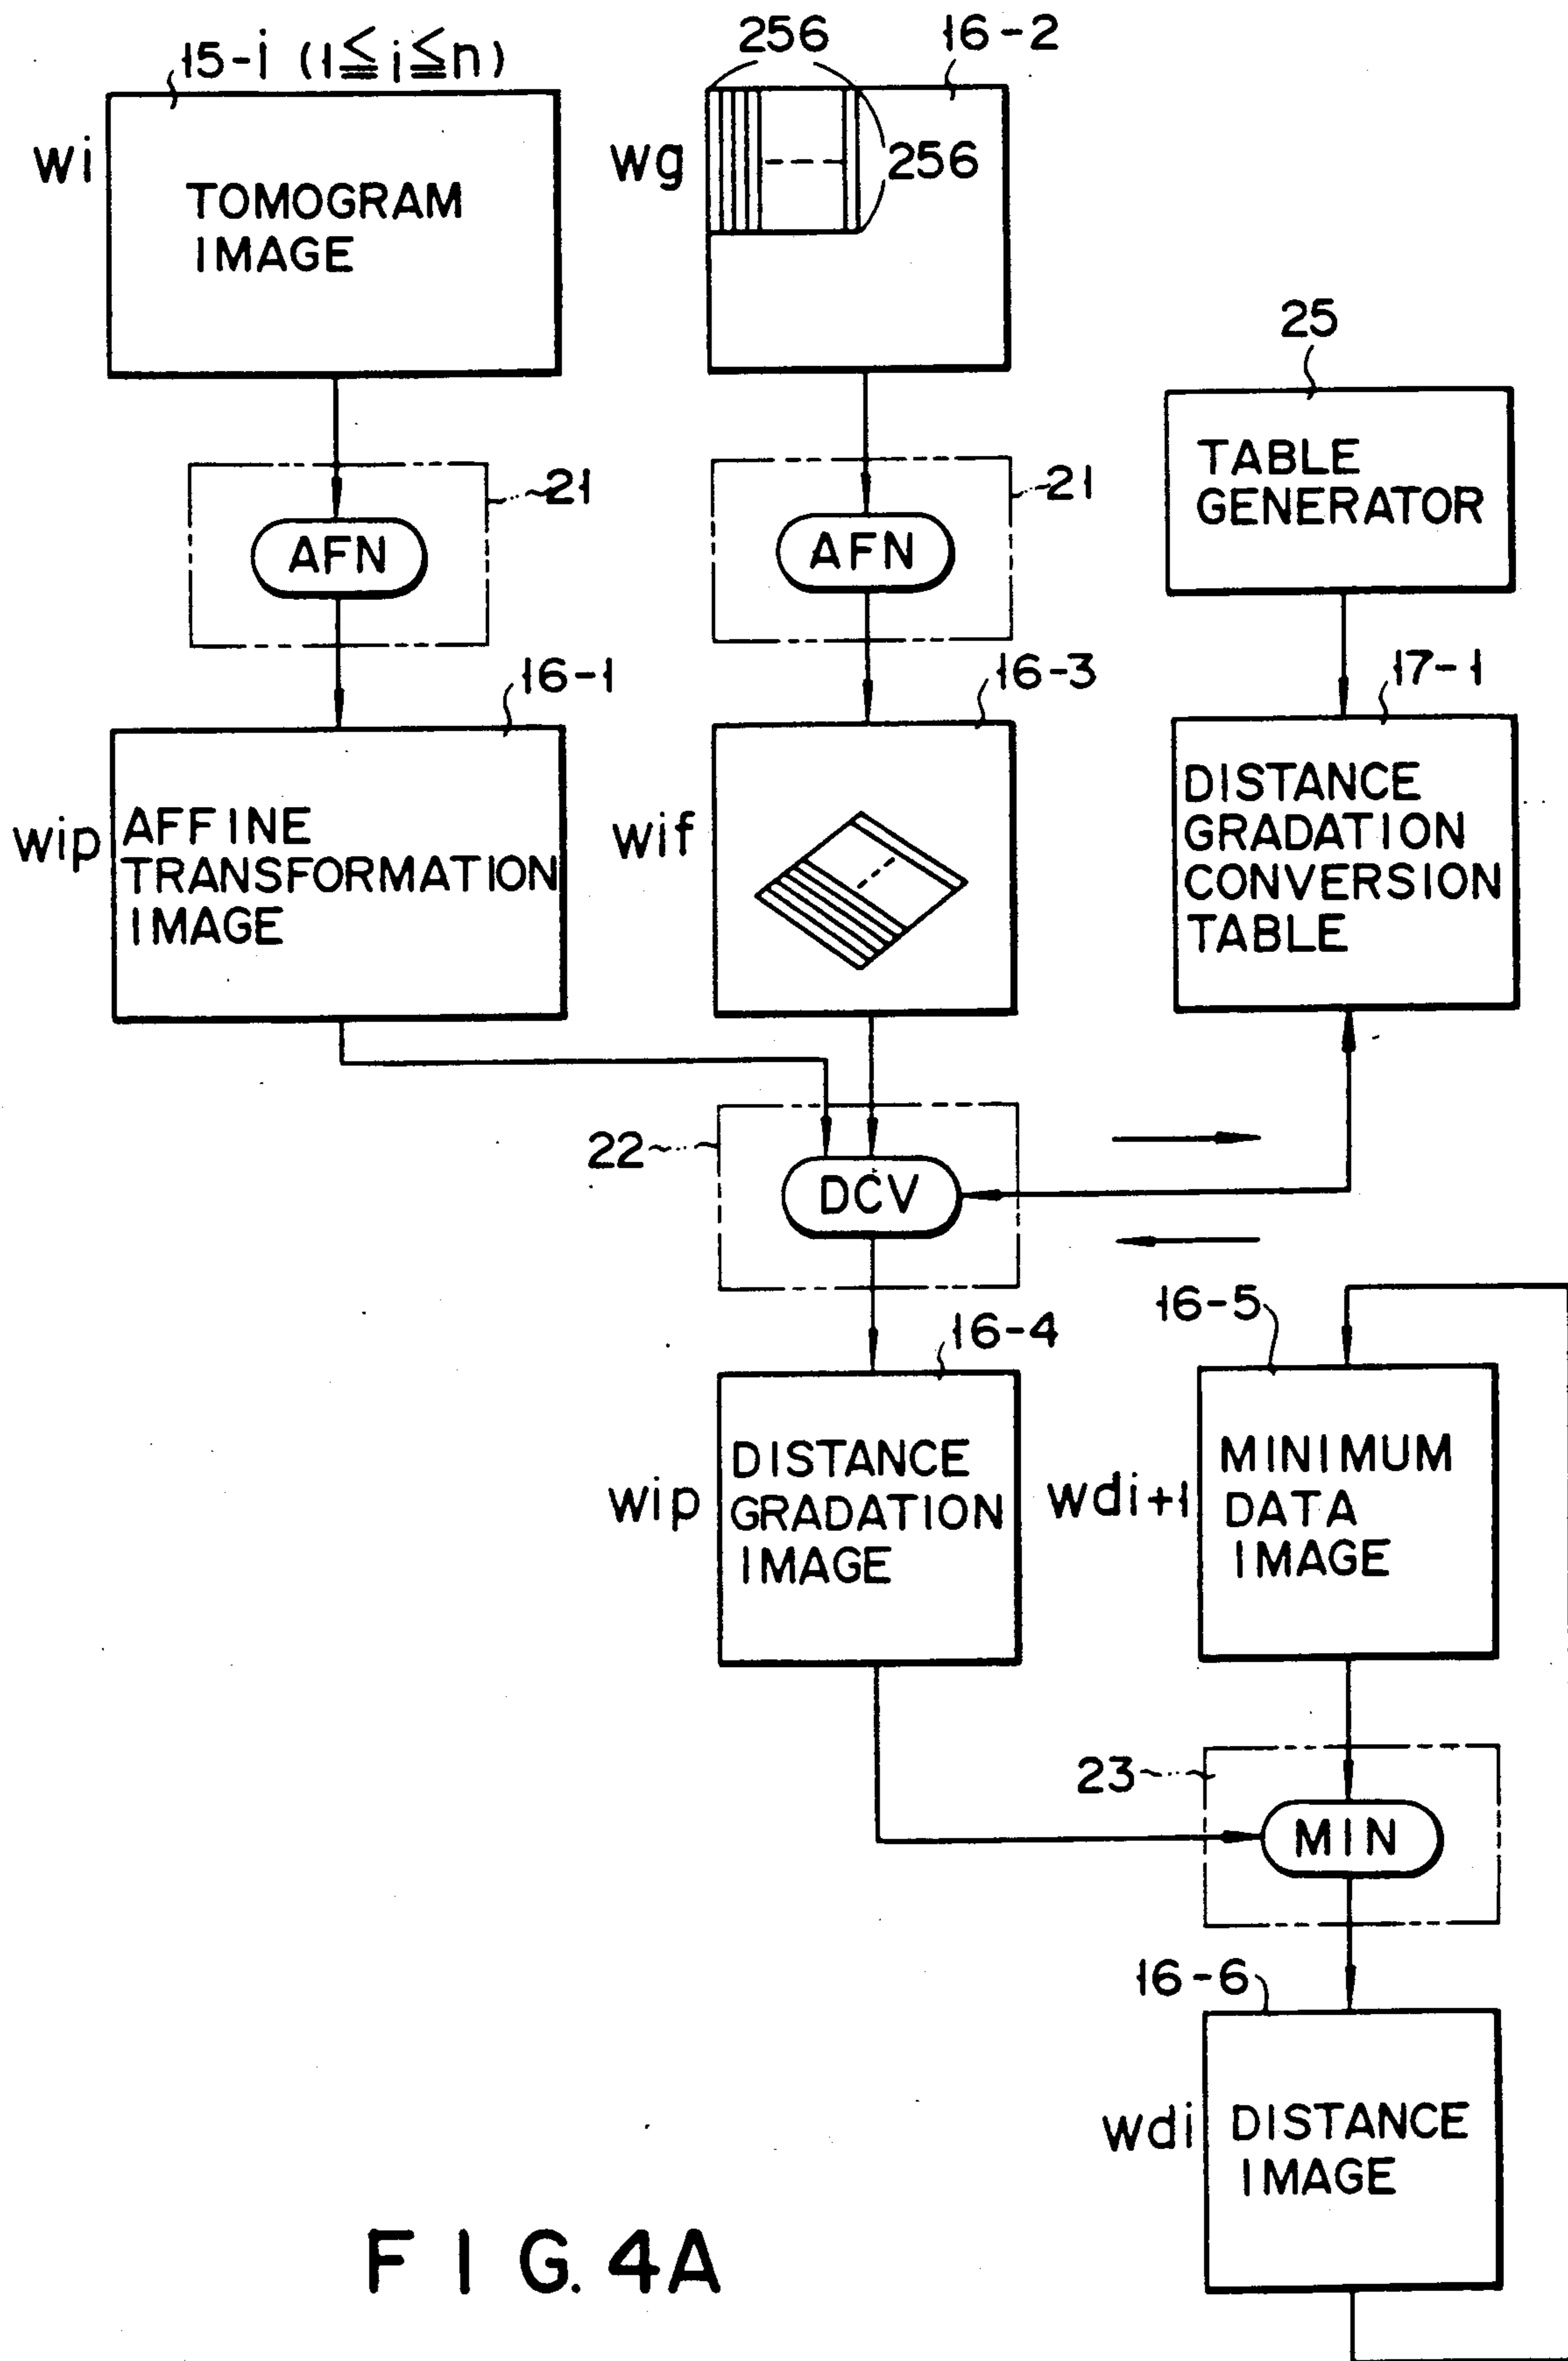 15-i (1≦i≦n)
wi
TOMOGRAM
IMAGE
256
16-2
wg
256
21
AFN
21
AFN
25
TABLE
GENERATOR
16-1
wip
AFFINE
TRANSFORMATION
IMAGE
16-3
wif
17-1
DISTANCE
GRADATION
CONVERSION
TABLE
22
DCV
16-4
wip
DISTANCE
GRADATION
IMAGE
16-5
wdi+1
MINIMUM
DATA
IMAGE
23
MIN
16-6
wdi
DISTANCE
IMAGE
FIG. 4A